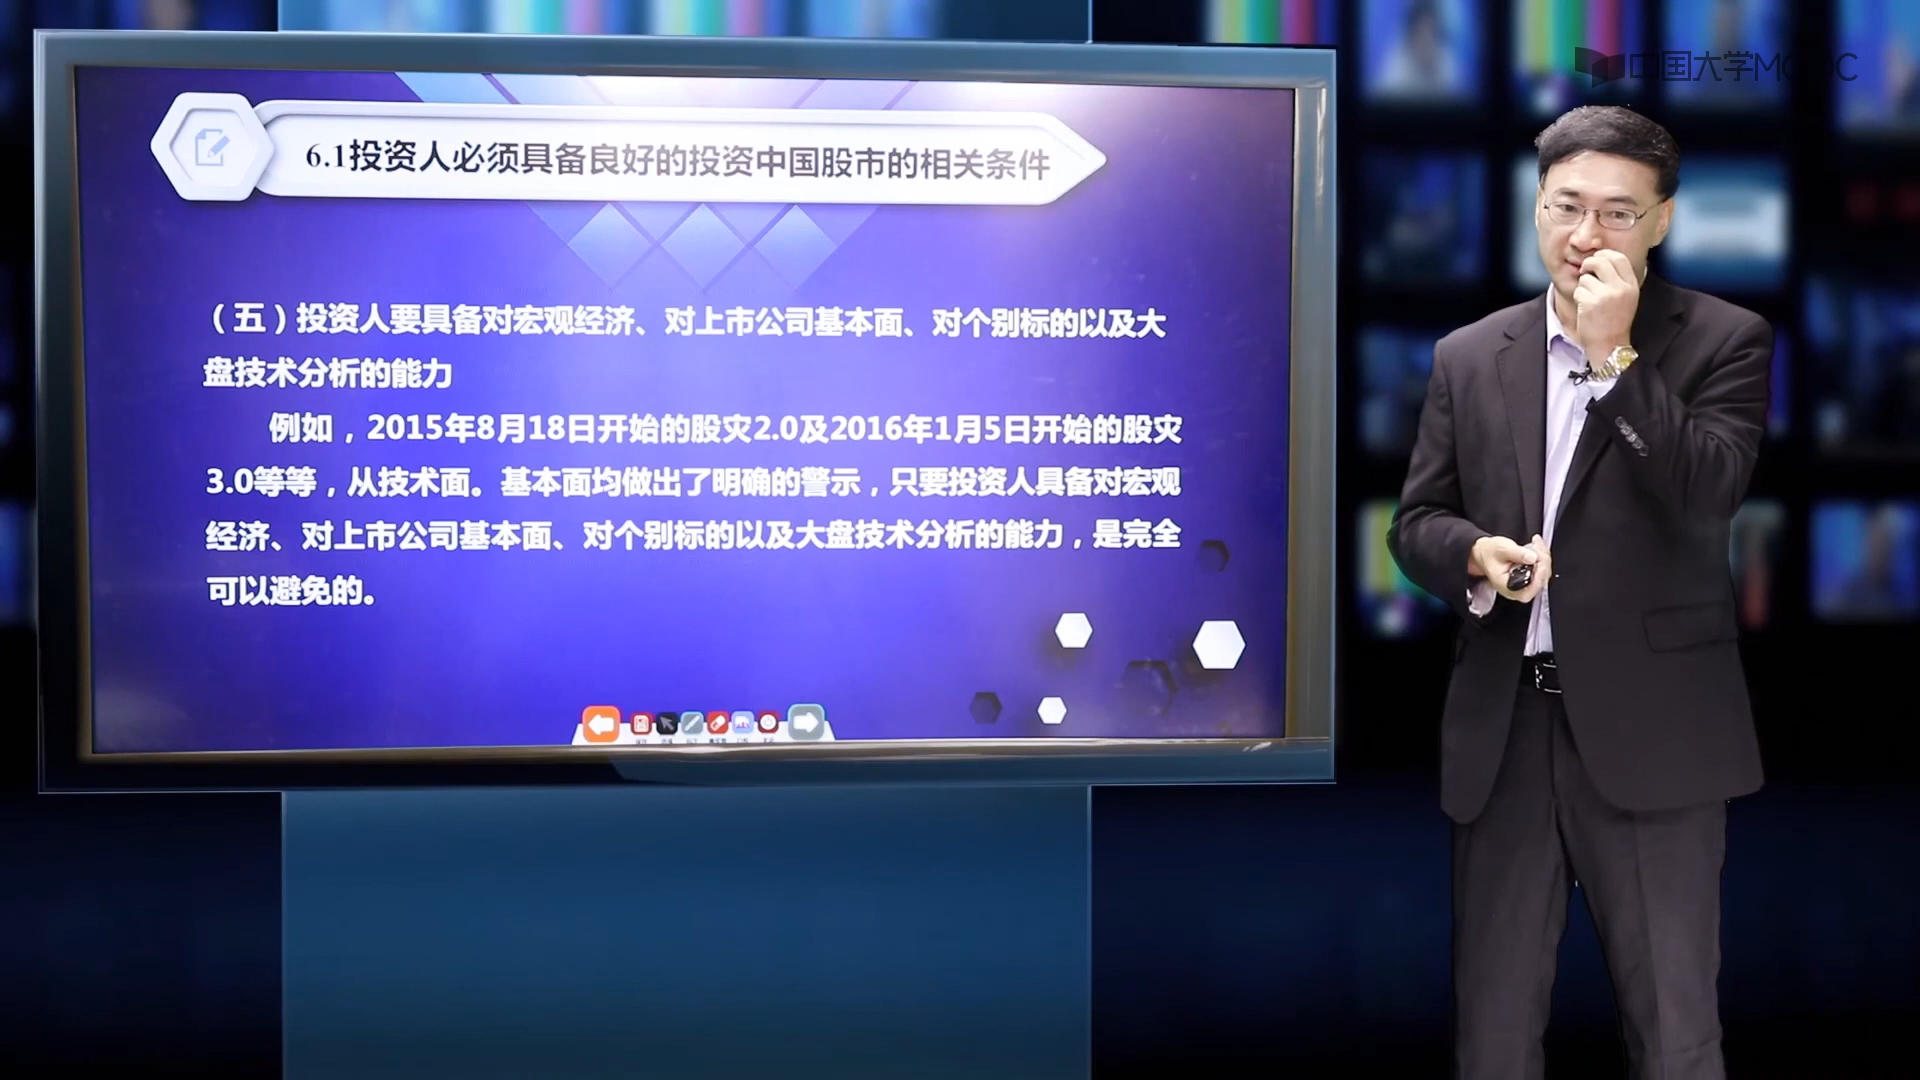 中国大学MOOC
6.1投资人必须具备良好的投资中国股市的相关条件
（五）投资人要具备对宏观经济、对上市公司基本面、对个别标的以及大
盘技术分析的能力
例如，2015年8月18日开始的股灾2.0及2016年1月5日开始的股灾
3.0等等，从技术面。基本面均做出了明确的警示，只要投资人具备对宏观
经济、对上市公司基本面、对个别标的以及大盘技术分析的能力，是完全
可以避免的。